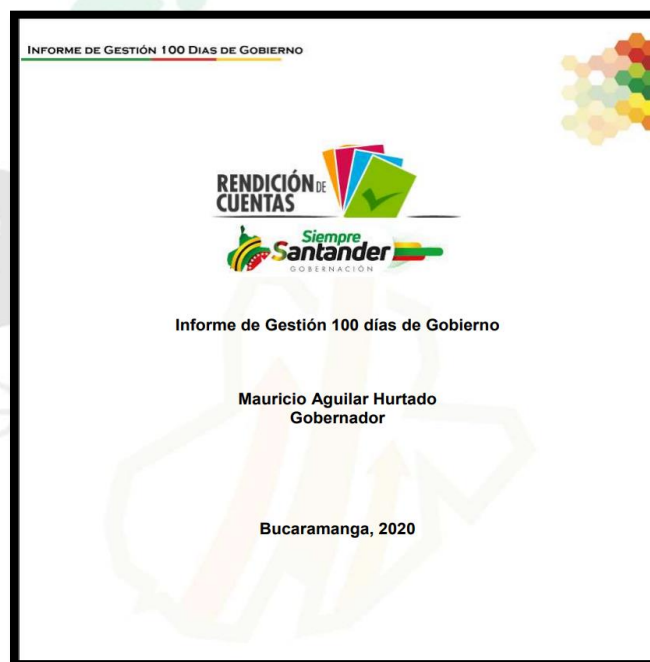 INFORME DE GESTIÓN 100 DIAS DE GOBIERNO
RENDICIÓN DE
CUENTAS
Siempre
Santander
GOBERNACIÓN
Informe de Gestión 100 días de Gobierno
Mauricio Aguilar Hurtado
Gobernador
Bucaramanga, 2020